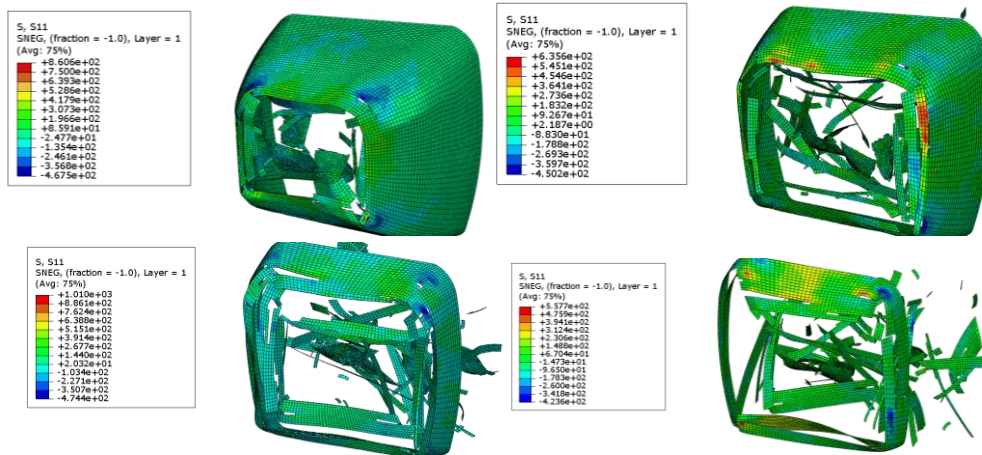 S, S11
SNEG, (fraction = -1.0), Layer = 1
(Avg: 75%)
+8.606e+02
+7.500e+02
+6.393e+02
+5.286e+02
+4.179e+02
+3.073e+02
+1.966e+02
+8.591e+01
-2.477e+01
-1.354e+02
-2.461e+02
-3.568e+02
-4.675e+02
S, S11
SNEG, (fraction = -1.0), Layer = 1
(Avg: 75%)
+6.356e+02
+5.451e+02
+4.546e+02
+3.641e+02
+2.736e+02
+1.832e+02
+9.267e+01
+2.187e+00
-8.830e+01
-1.788e+02
-2.693e+02
-3.597e+02
-4.502e+02
S, S11
SNEG, (fraction = -1.0), Layer = 1
(Avg: 75%)
+1.010e+03
+8.861e+02
+7.624e+02
+6.388e+02
+5.151e+02
+3.914e+02
+2.677e+02
+1.440e+02
+2.032e+01
-1.034e+02
-2.271e+02
-3.507e+02
-4.744e+02
S, S11
SNEG, (fraction = -1.0), Layer = 1
(Avg: 75%)
+5.577e+02
+4.759e+02
+3.941e+02
+3.124e+02
+2.306e+02
+1.488e+02
+6.704e+01
-1.473e+01
-9.650e+01
-1.783e+02
-2.600e+02
-3.418e+02
-4.236e+02